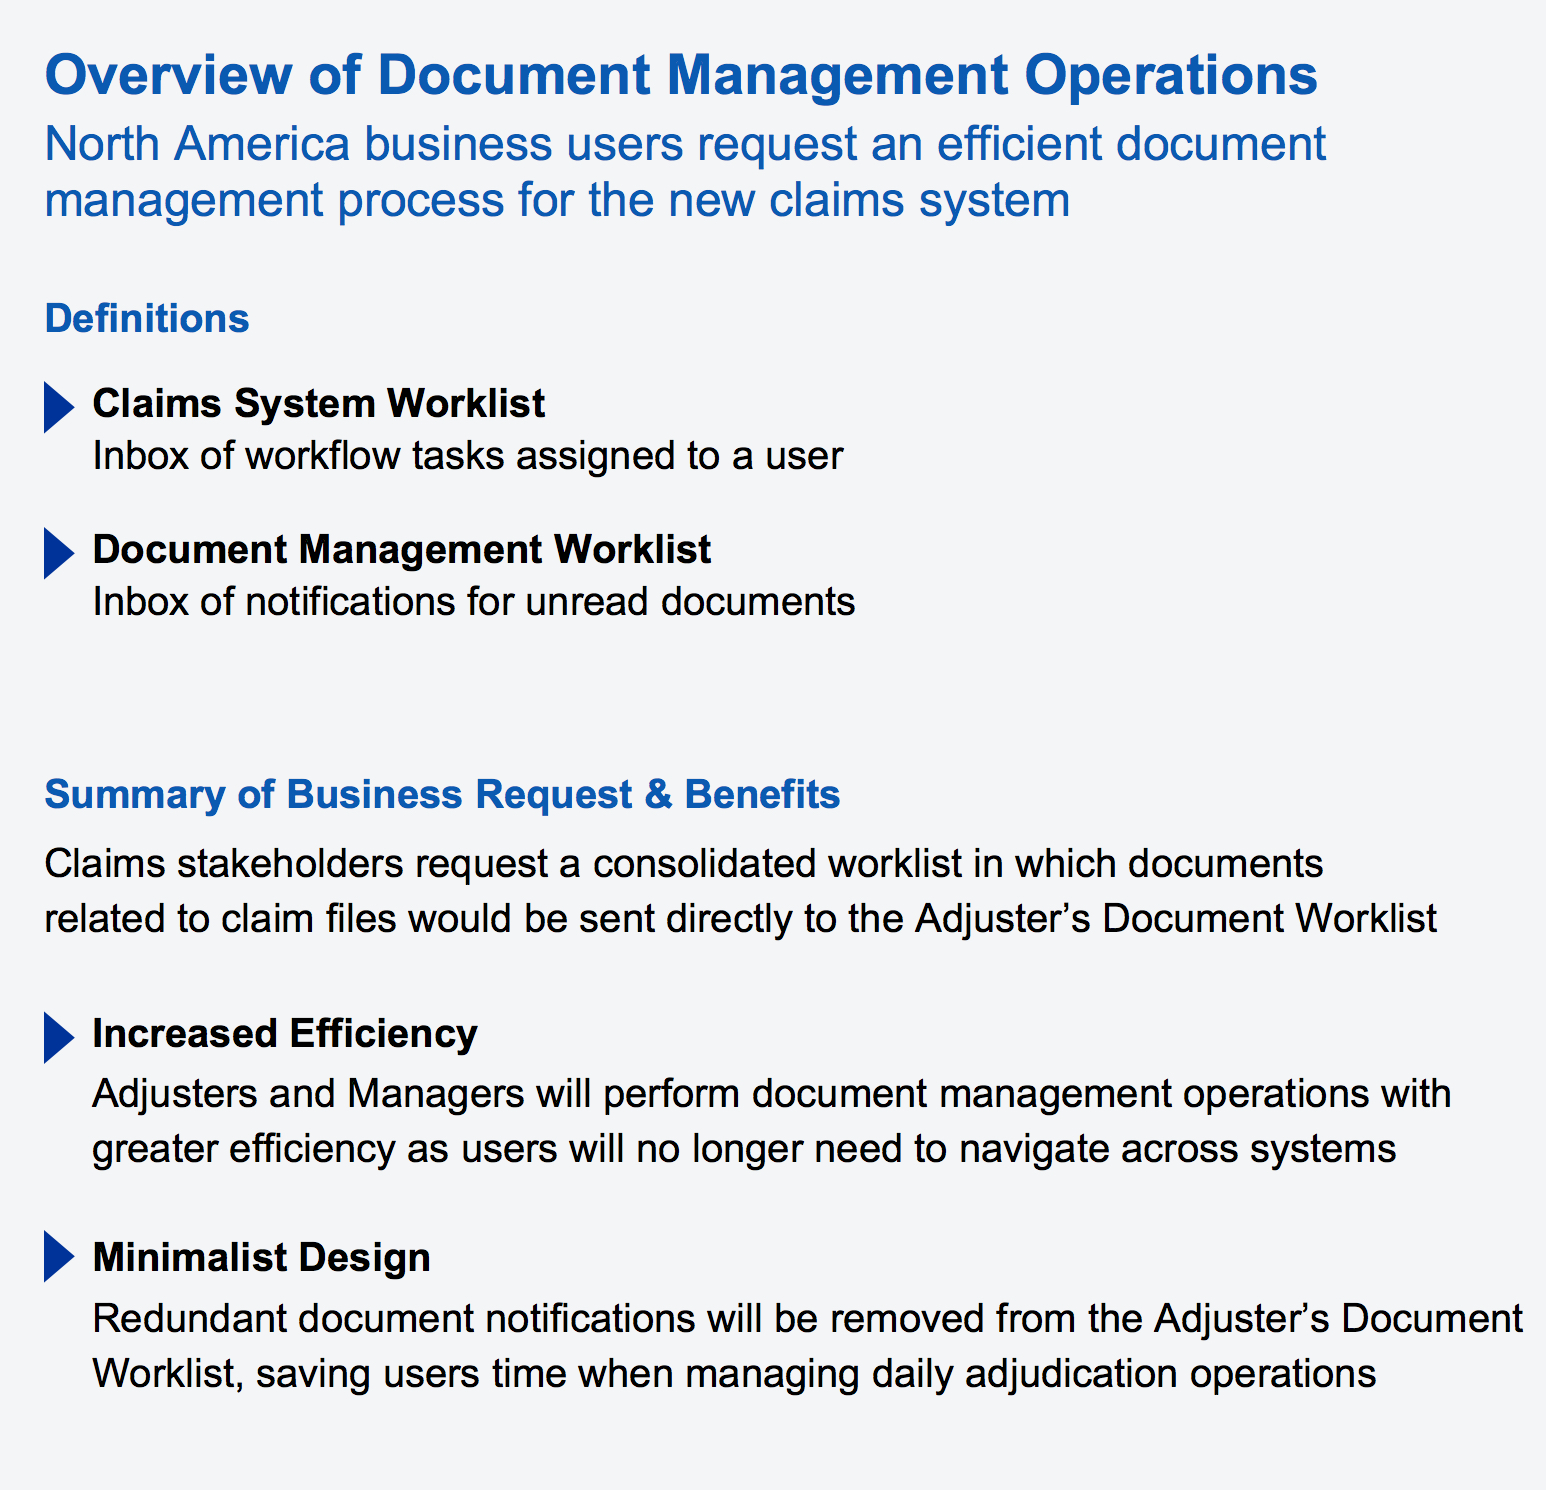 Overview of Document Management Operations
North America business users request an efficient document
management process for the new claims system
Definitions
Claims System Worklist
Inbox of workflow tasks assigned to a user
Document Management Worklist
Inbox of notifications for unread documents
Summary of Business Request & Benefits
Claims stakeholders request a consolidated worklist in which documents
related to claim files would be sent directly to the Adjuster’s Document Worklist
Increased Efficiency
Adjusters and Managers will perform document management operations with
greater efficiency as users will no longer need to navigate across systems
Minimalist Design
Redundant document notifications will be removed from the Adjuster’s Document
Worklist, saving users time when managing daily adjudication operations